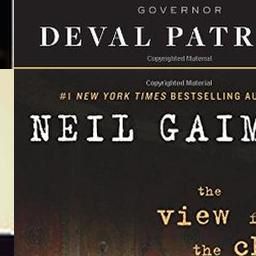 GOVERNOR
DEVAL PATR
Copyrighted Material
Copyrighted Material
#1 NEW YORK TIMES BESTSELLING AU
NEIL GAIM
the
view f
the c